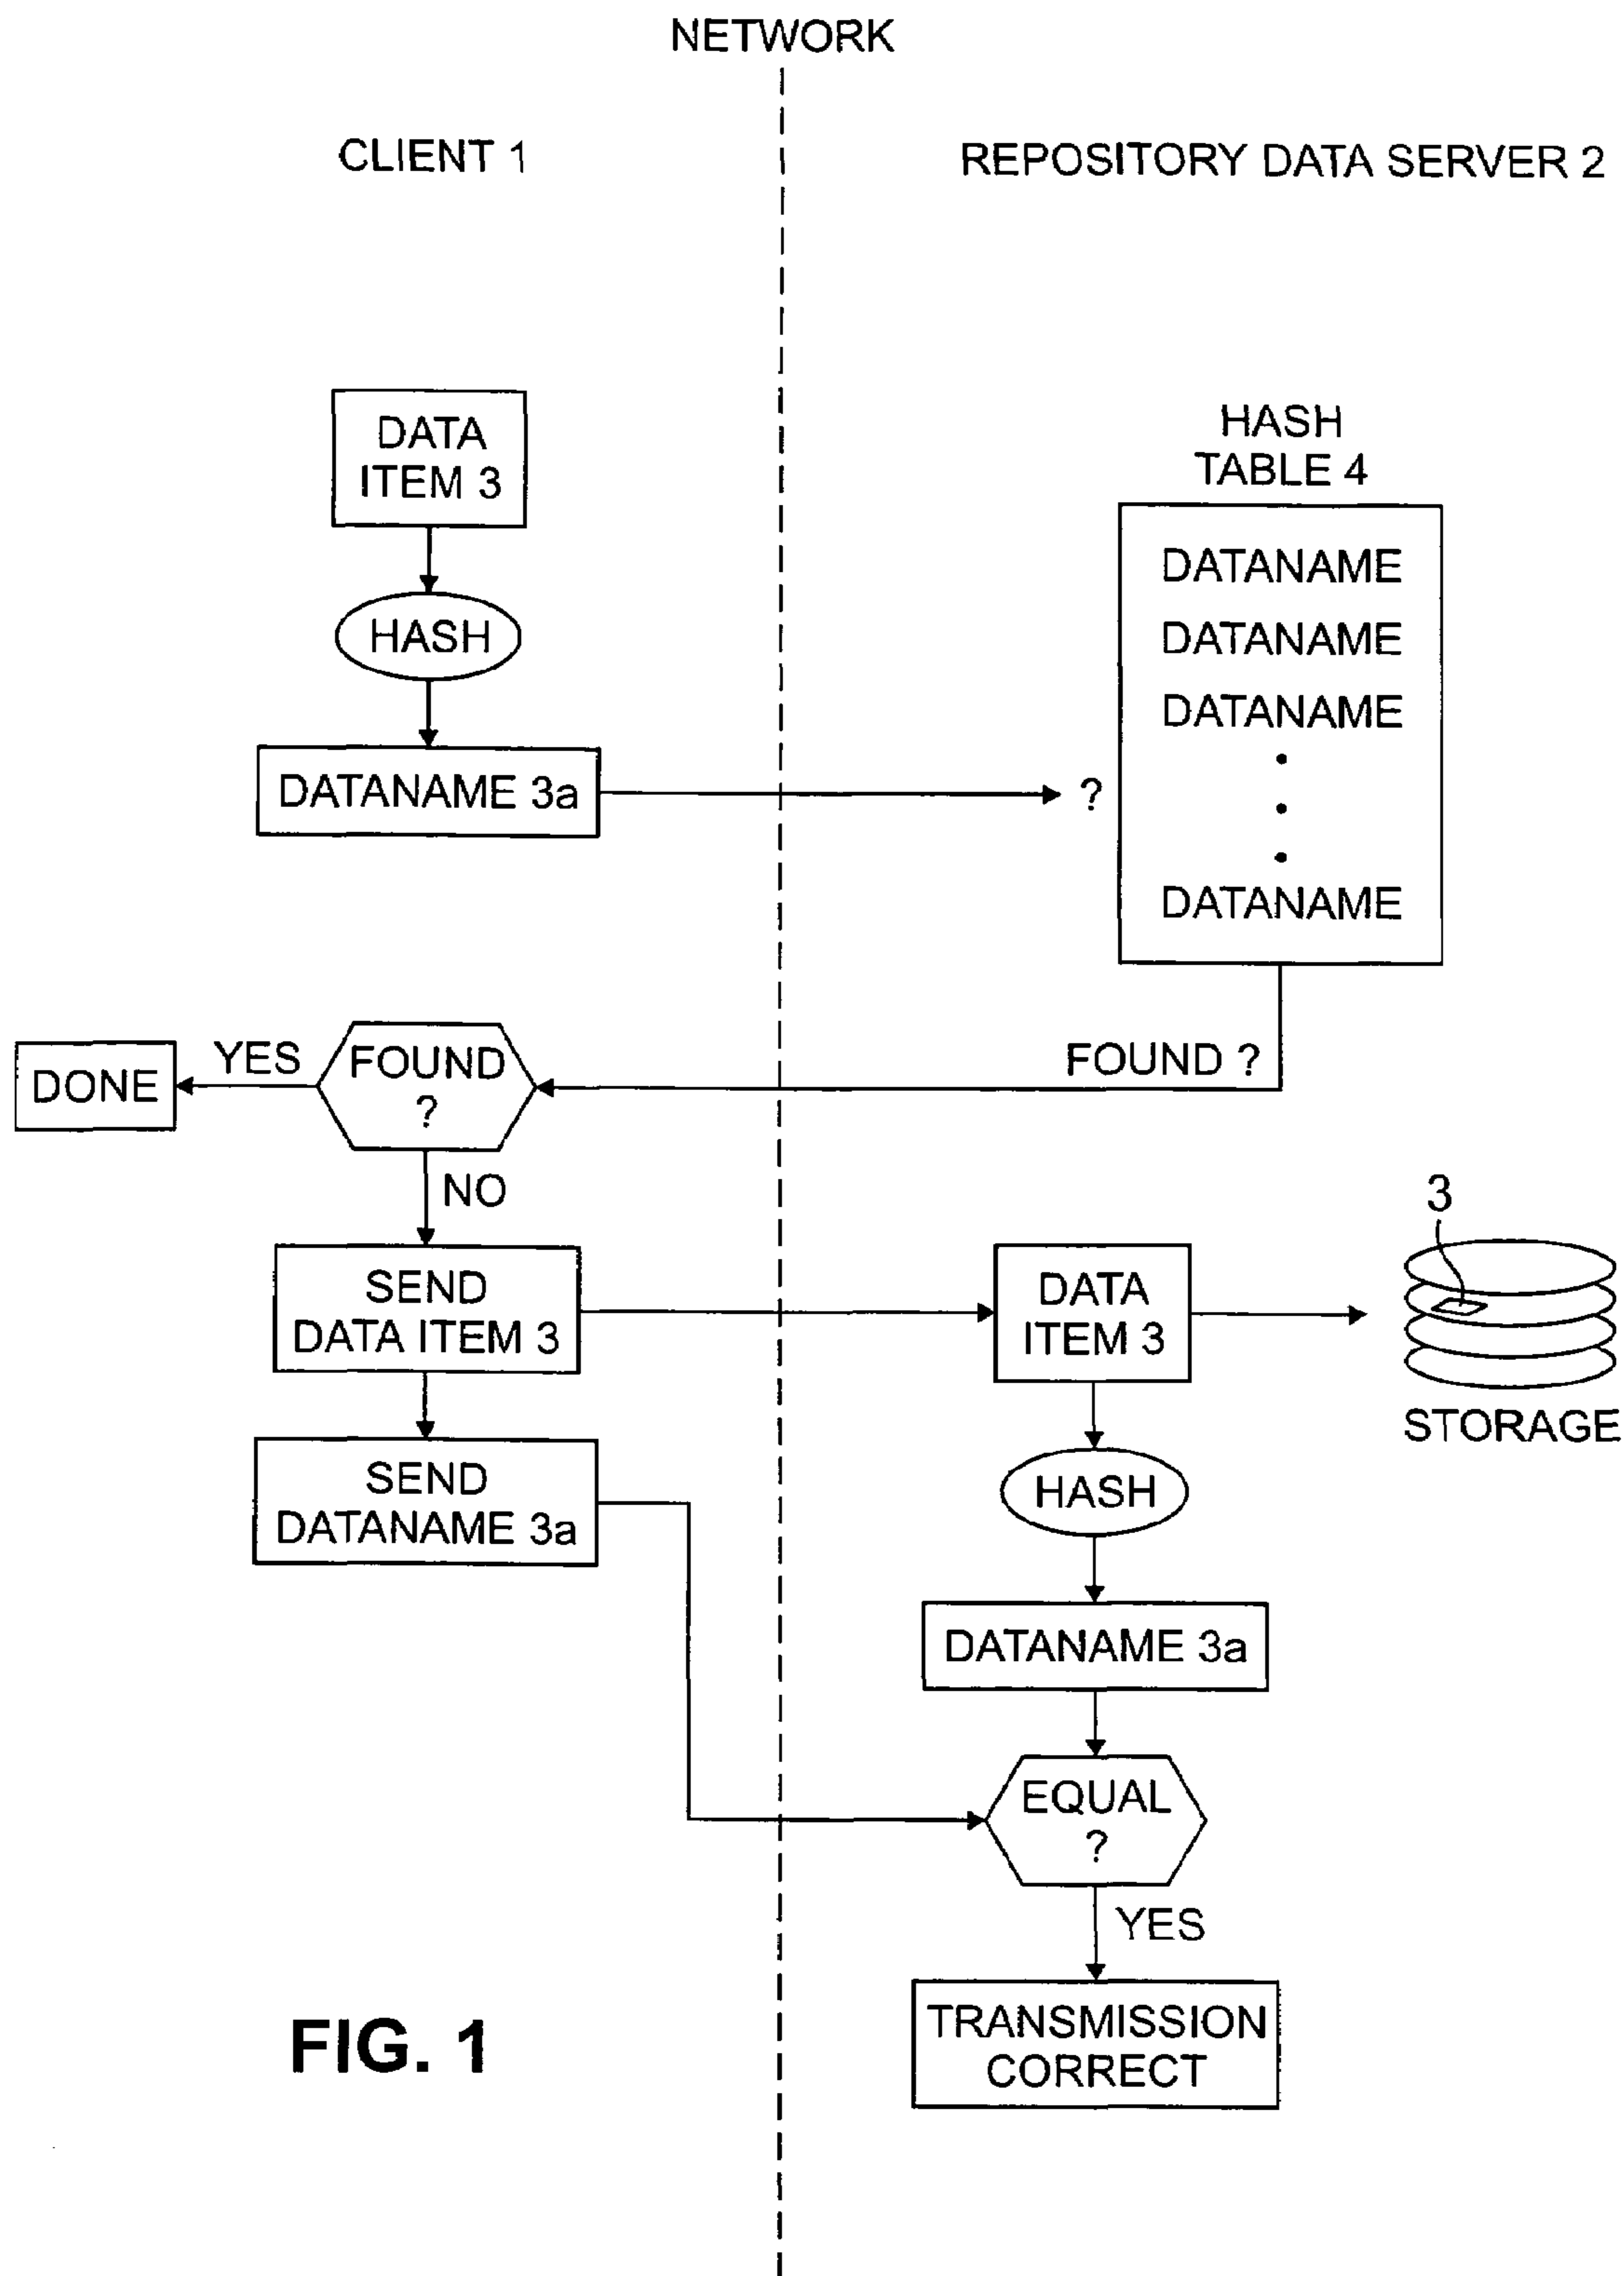 NETWORK
CLIENT 1
REPOSITORY DATA SERVER 2
DATA
ITEM 3
HASH
DATANAME 3a
?
HASH
TABLE 4
DATANAME
DATANAME
DATANAME
DATANAME
FOUND ?
FOUND
?
YES
DONE
NO
SEND
DATA ITEM 3
SEND
DATANAME 3a
DATA
ITEM 3
3
STORAGE
HASH
DATANAME 3a
EQUAL
?
YES
TRANSMISSION
CORRECT
FIG. 1